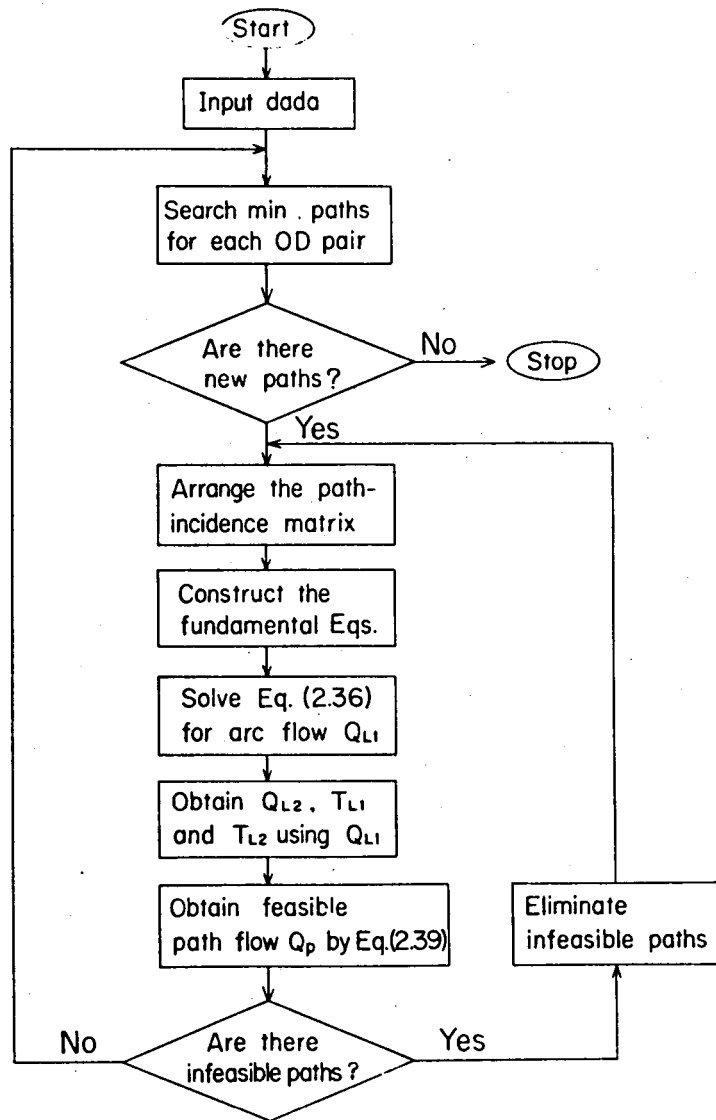 Start
Input dada
Search min. paths
for each OD pair
Are there
new paths?
No
Stop
Yes
Arrange the path-
incidence matrix
Construct the
fundamental Eqs.
Solve Eq. (2.36)
for arc flow QL1
Obtain QL2, TL1
and TL2 using QL1
Obtain feasible
path flow Qp by Eq.(2.39)
Eliminate
infeasible paths
No
Are there
infeasible paths?
Yes